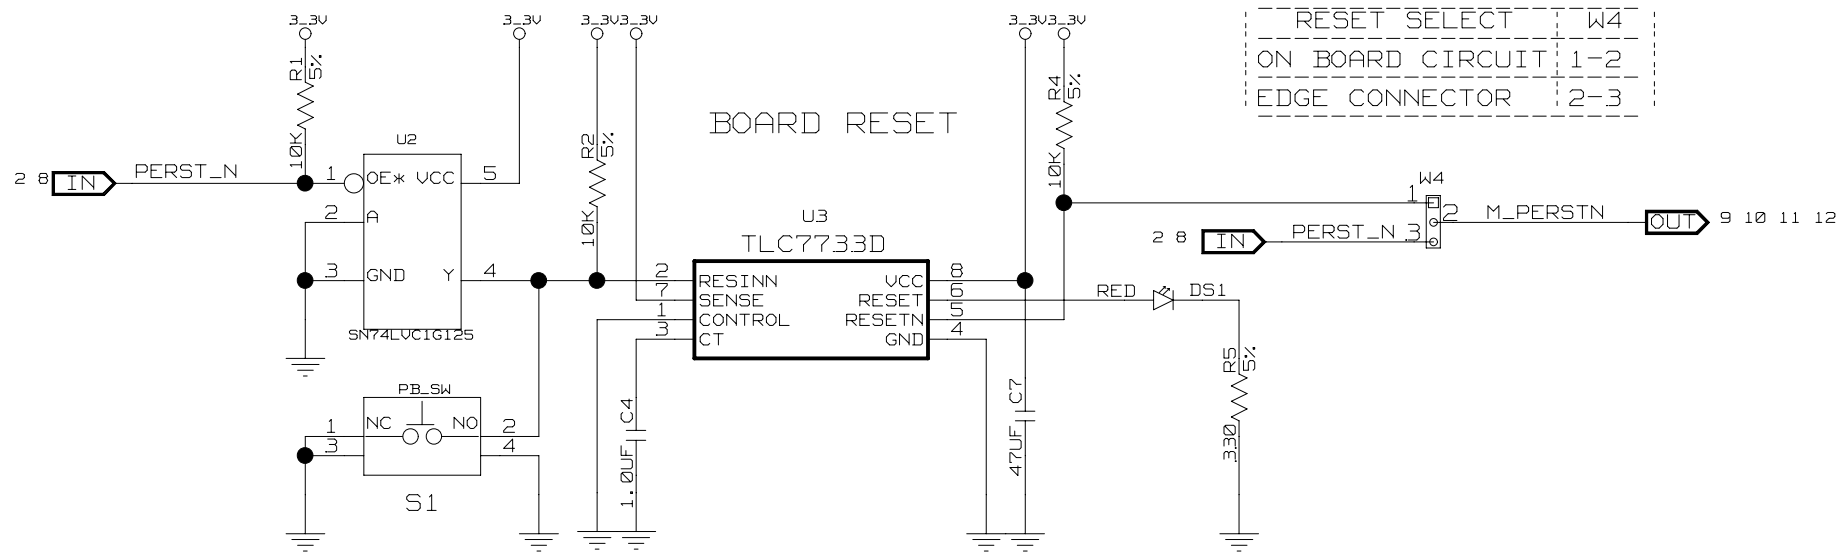 3_3V 3_3V 3_3V 3_3V 3_3V 3_3V
RESET SELECT W4
ON BOARD CIRCUIT 1-2
EDGE CONNECTOR 2-3
BOARD RESET
R1 5% 10K
R2 5% 10K
R4 5% 10K
2 8 IN PERST_N
U2
1 OE* VCC 5
2 A
3 GND Y 4
SN74LVC1G125
PB_SW
1 NC NO 2
3 4
S1
U3
TLC7733D
2 RESINN VCC 8
7 SENSE RESET 6
1 CONTROL RESETN 5
3 CT GND 4
C4 1.0UF
C7 47UF
W4
1
2 M_PERSTN OUT 9 10 11 12
2 8 IN PERST_N 3
RED DS1
R5 5% 330